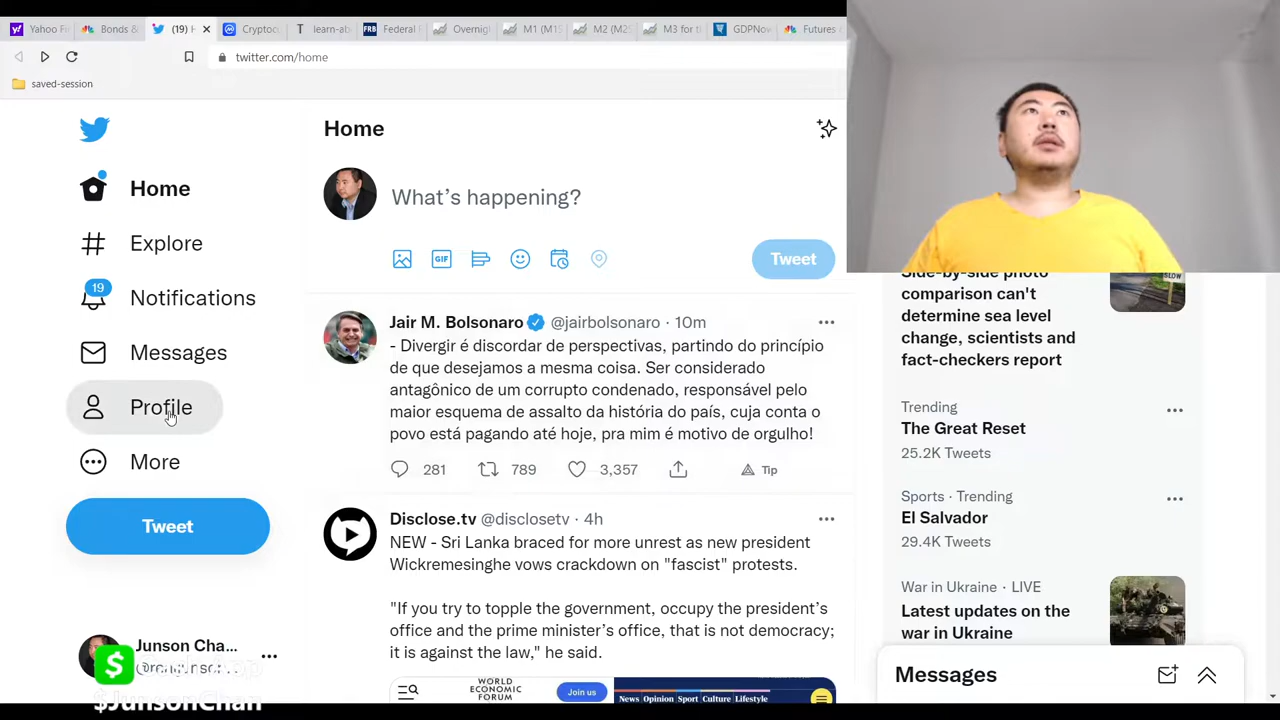 Yahoo Fi
Bonds &
(19) H
Cryptoc
learn-ab
Federal
Overnig
M1 (M1S
M2 (M2S
M3 for t
GDPNow
Futures a
twitter.com/home
saved-session
Home
Explore
19
Notifications
Messages
Profile
More
Tweet
Junson Cha...
$JunsonChan
Home
What's happening?
GIF
Tweet
Jair M. Bolsonaro @jairbolsonaro · 10m
- Divergir é discordar de perspectivas, partindo do princípio
de que desejamos a mesma coisa. Ser considerado
antagônico de um corrupto condenado, responsável pelo
maior esquema de assalto da história do país, cuja conta o
povo está pagando até hoje, pra mim é motivo de orgulho!
281 789 3,357 Tip
Disclose.tv @disclosetv · 4h
NEW - Sri Lanka braced for more unrest as new president
Wickremesinghe vows crackdown on "fascist" protests.
"If you try to topple the government, occupy the president's
office and the prime minister's office, that is not democracy;
it is against the law," he said.
WORLD
ECONOMIC
FORUM
Join us
News Opinion Sport Culture Lifestyle
Side-by-side photo
comparison can't
determine sea level
change, scientists and
fact-checkers report
SLOW
Trending
The Great Reset
25.2K Tweets
Sports · Trending
El Salvador
29.4K Tweets
War in Ukraine · LIVE
Latest updates on the
war in Ukraine
Messages